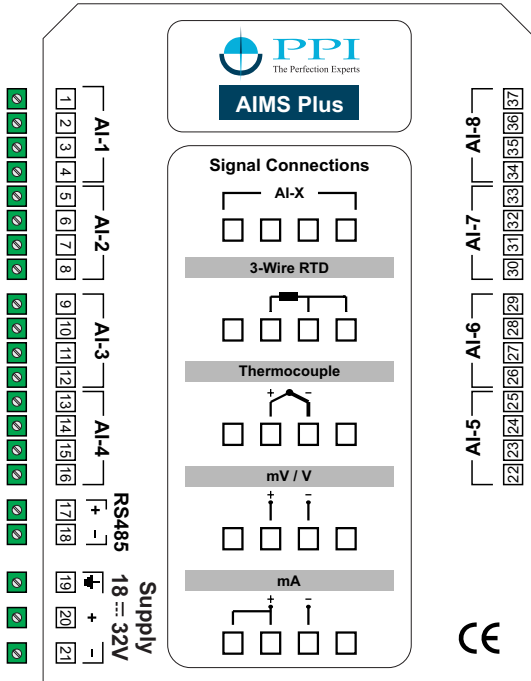 PPI
The Perfection Experts
AIMS Plus
Signal Connections
AI-X
3-Wire RTD
Thermocouple
+ −
mV / V
+ −
mA
+ −
1
2
3
4
AI-1
5
6
7
8
AI-2
9
10
11
12
AI-3
13
14
15
16
AI-4
17 +
18 -
RS485
19
20 +
21 -
Supply
18 ⎓ 32V
37
36
35
34
AI-8
33
32
31
30
AI-7
29
28
27
26
AI-6
25
24
23
22
AI-5
CE